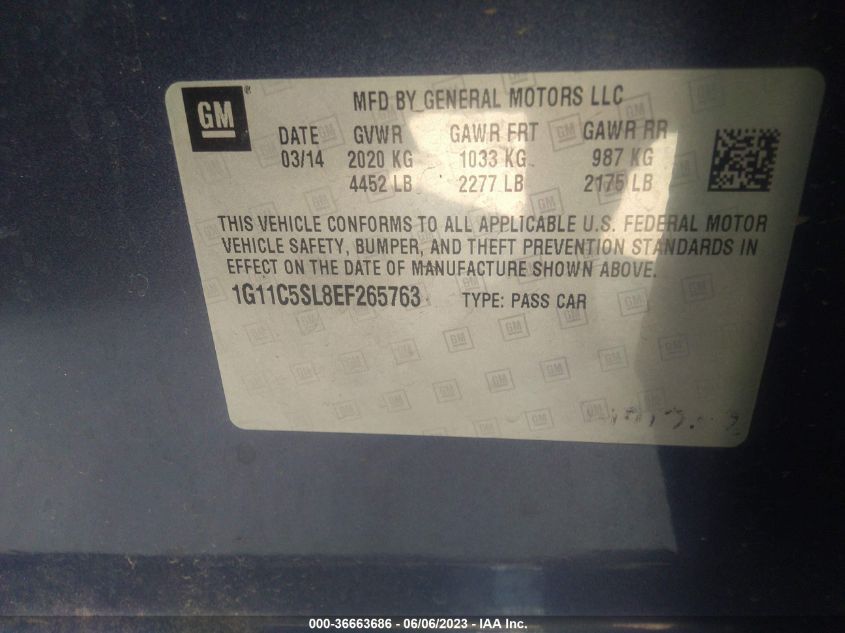 GM ®
MFD BY GENERAL MOTORS LLC
DATE GVWR GAWR FRT GAWR RR
03/14 2020 KG 1033 KG 987 KG
4452 LB 2277 LB 2175 LB
THIS VEHICLE CONFORMS TO ALL APPLICABLE U.S. FEDERAL MOTOR
VEHICLE SAFETY, BUMPER, AND THEFT PREVENTION STANDARDS IN
EFFECT ON THE DATE OF MANUFACTURE SHOWN ABOVE.
1G11C5SL8EF265763 TYPE: PASS CAR
000-36663686 - 06/06/2023 - IAA Inc.